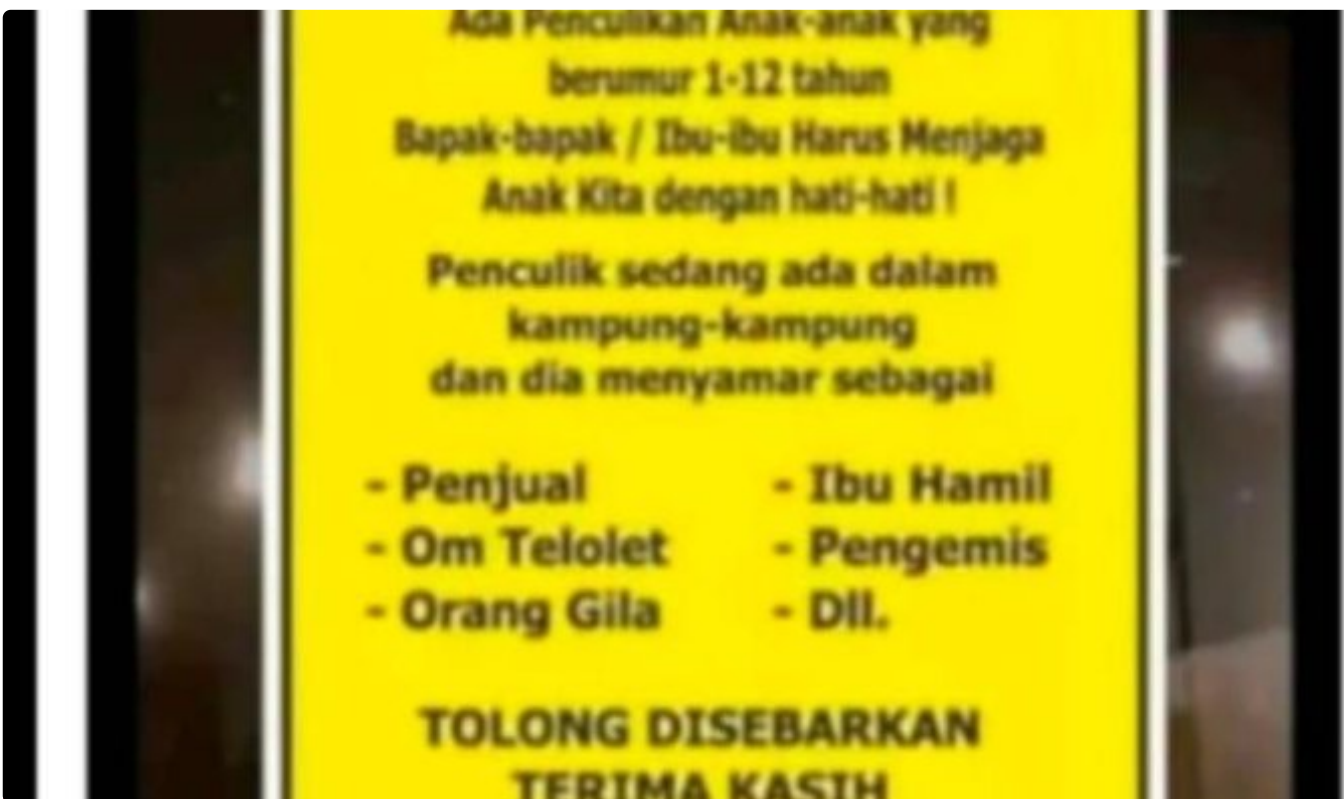 Ada Penculikan Anak-anak yang
berumur 1-12 tahun
Bapak-bapak / Ibu-ibu Harus Menjaga
Anak Kita dengan hati-hati !
Penculik sedang ada dalam
kampung-kampung
dan dia menyamar sebagai
- Penjual - Ibu Hamil
- Om Telolet - Pengemis
- Orang Gila - Dll.
TOLONG DISEBARKAN
TERIMA KASIH